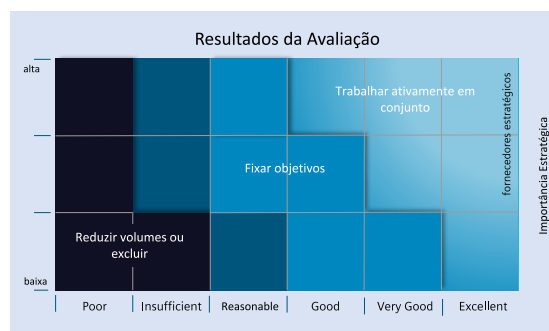 Resultados da Avaliação
alta
Trabalhar ativamente em
conjunto
fornecedores estratégicos
Importância Estratégica
Fixar objetivos
Reduzir volumes ou
excluir
baixa
Poor
Insufficient
Reasonable
Good
Very Good
Excellent